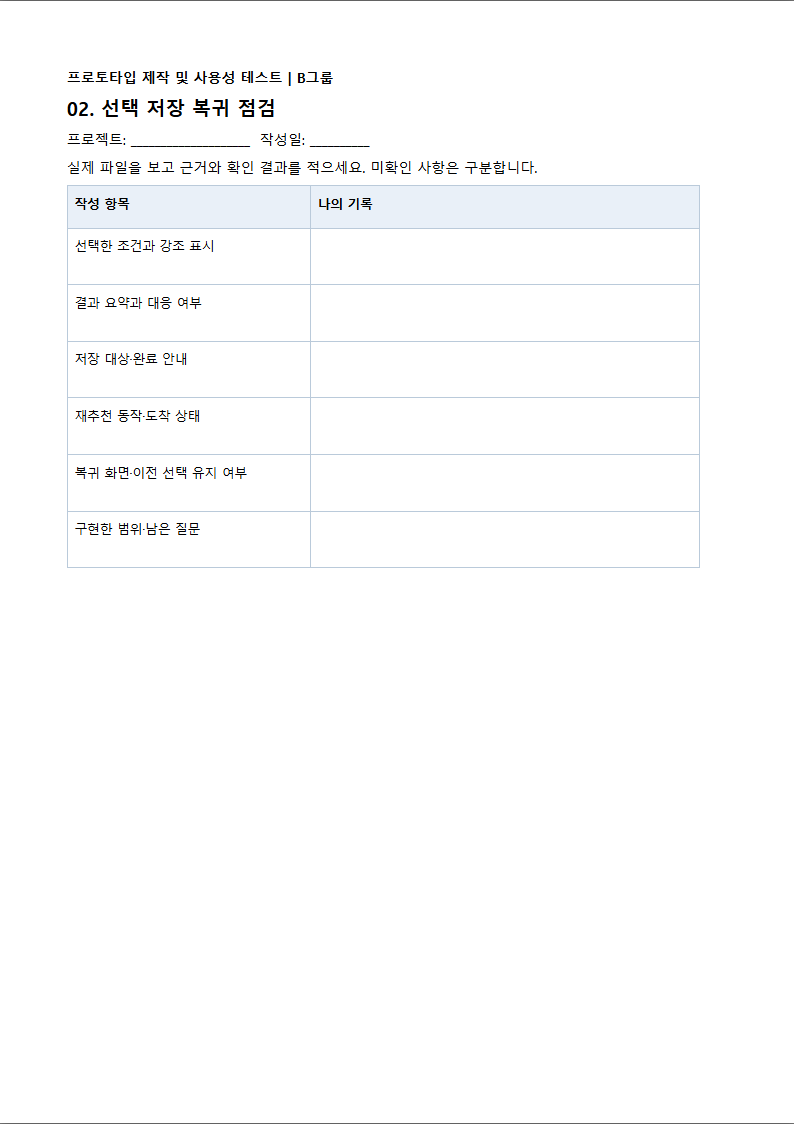 프로토타입 제작 및 사용성 테스트 | B그룹
02. 선택 저장 복귀 점검
프로젝트: _________________ 작성일: _________
실제 파일을 보고 근거와 확인 결과를 적으세요. 미확인 사항은 구분합니다.
작성 항목 나의 기록
선택한 조건과 강조 표시
결과 요약과 대응 여부
저장 대상·완료 안내
재추천 동작·도착 상태
복귀 화면·이전 선택 유지 여부
구현한 범위·남은 질문